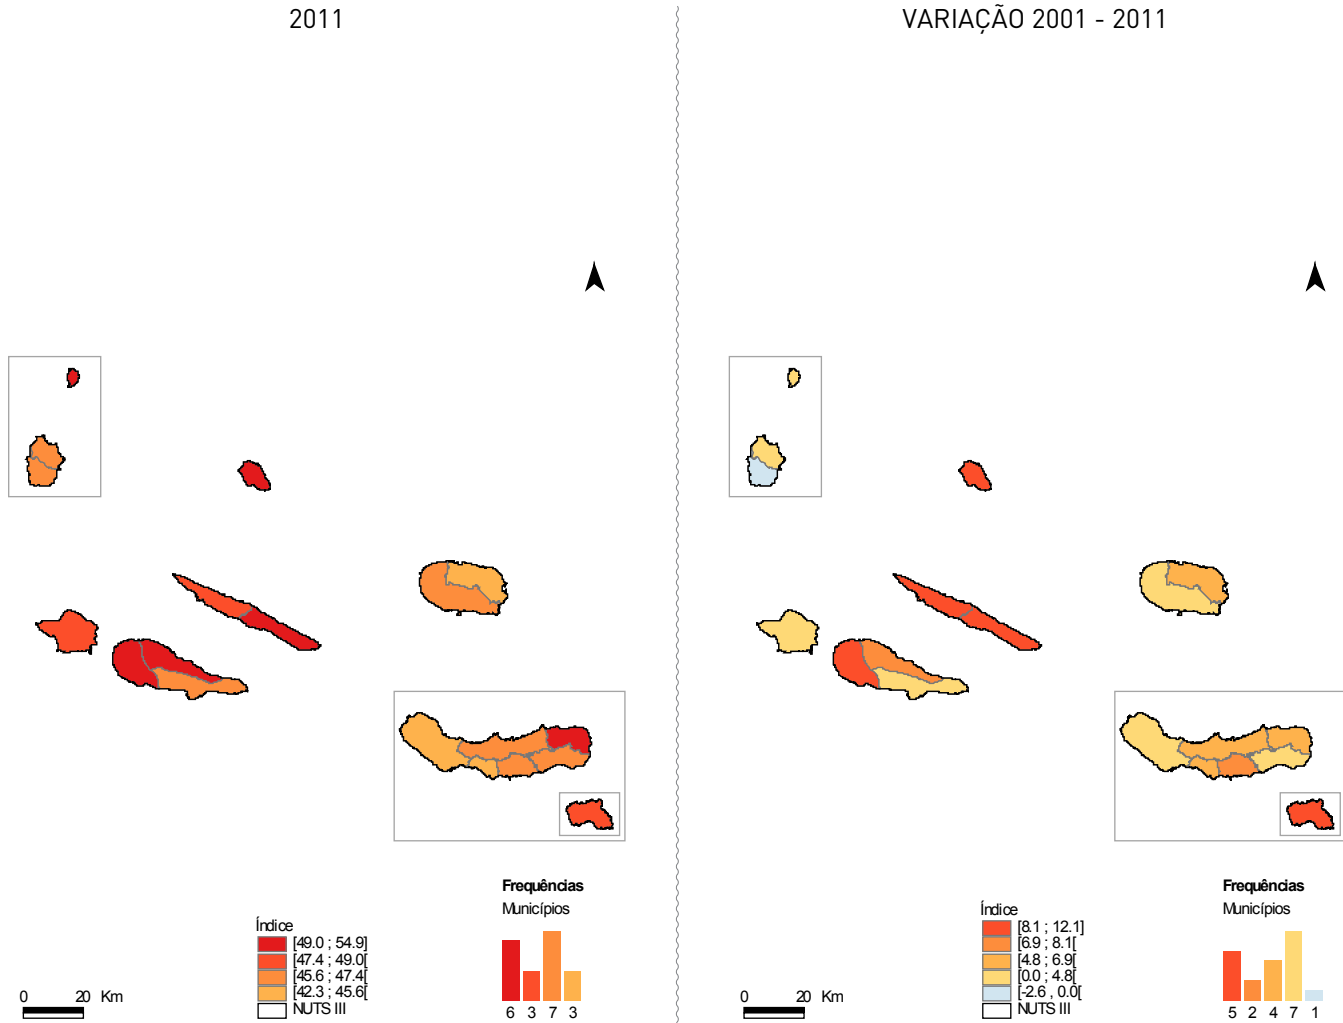 2011
VARIAÇÃO 2001 - 2011
Índice
[49.0 ; 54.9]
[47.4 ; 49.0[
[45.6 ; 47.4[
[42.3 ; 45.6[
NUTS III
Frequências
Municípios
6 3 7 3
0 20 Km
Índice
[8.1 ; 12.1]
[6.9 ; 8.1[
[4.8 ; 6.9[
[0.0 ; 4.8[
[-2.6 ; 0.0[
NUTS III
Frequências
Municípios
5 2 4 7 1
0 20 Km